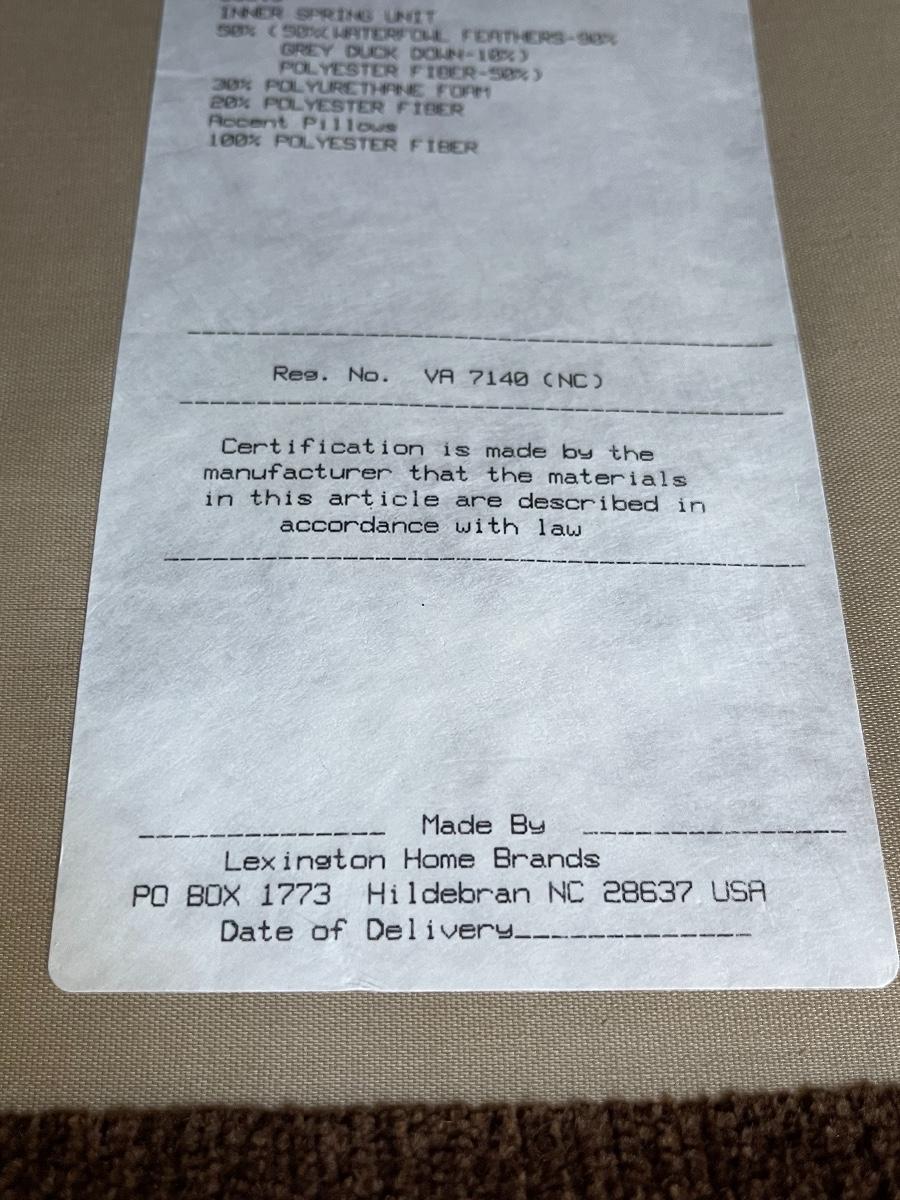 INNER SPRING UNIT
50% (50%(WATERFOWL FEATHERS-90%
GREY DUCK DOWN-10%)
POLYESTER FIBER-50%)
30% POLYURETHANE FOAM
20% POLYESTER FIBER
Accent Pillows
100% POLYESTER FIBER
Reg. No. VA 7140 (NC)
Certification is made by the
manufacturer that the materials
in this article are described in
accordance with law
Made By
Lexington Home Brands
PO BOX 1773 Hildebran NC 28637 USA
Date of Delivery